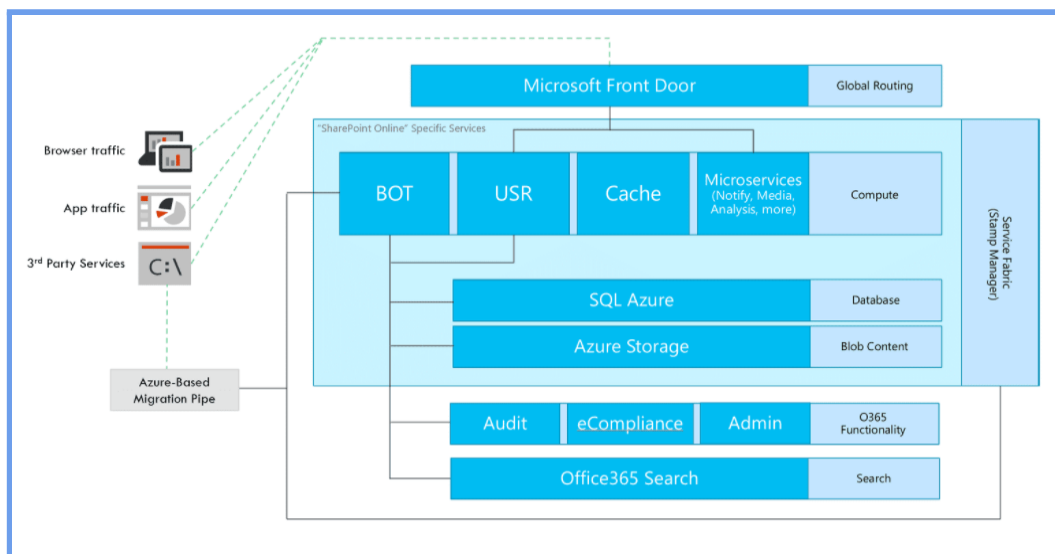 Microsoft Front Door
Global Routing
"SharePoint Online" Specific Services
Browser traffic
App traffic
3rd Party Services
C:\
BOT
USR
Cache
Microservices
(Notify, Media,
Analysis, more)
Compute
Service Fabric
(Stamp Manager)
SQL Azure
Database
Azure Storage
Blob Content
Azure-Based
Migration Pipe
Audit
eCompliance
Admin
O365
Functionality
Office365 Search
Search